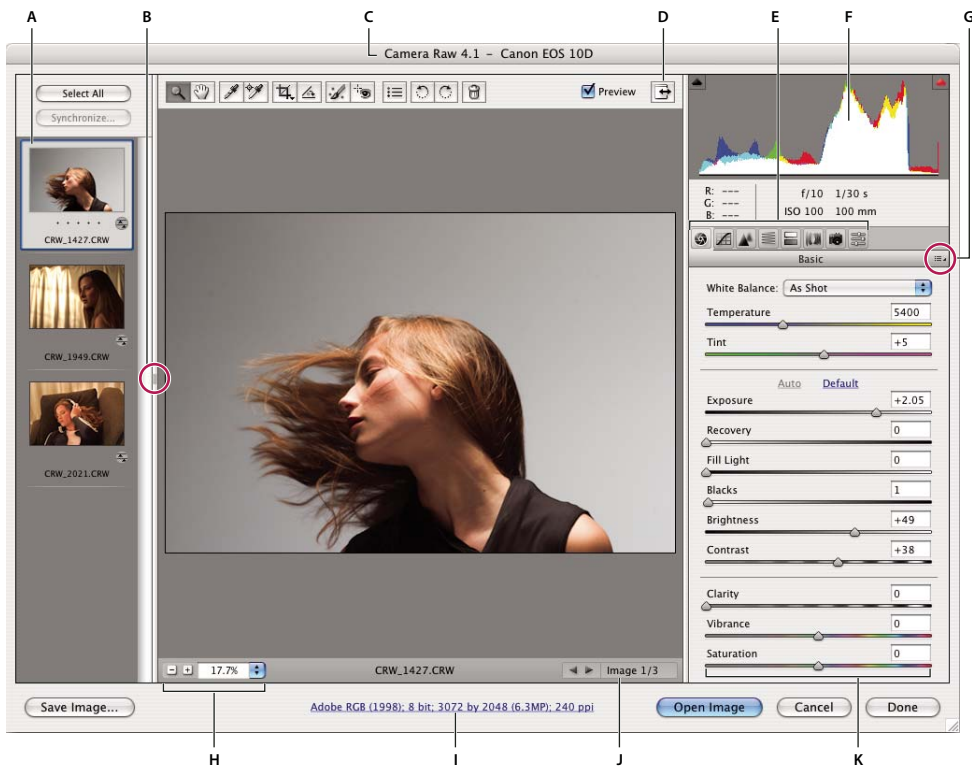 A B C D E F G
Camera Raw 4.1 – Canon EOS 10D
Select All
Synchronize...
Preview
CRW_1427.CRW
CRW_1949.CRW
CRW_2021.CRW
R: --- f/10 1/30 s
G: ---
B: --- ISO 100 100 mm
Basic
White Balance: As Shot
Temperature 5400
Tint +5
Auto Default
Exposure +2.05
Recovery 0
Fill Light 0
Blacks 1
Brightness +49
Contrast +38
Clarity 0
Vibrance 0
Saturation 0
17.7% CRW_1427.CRW Image 1/3
Save Image... Adobe RGB (1998); 8 bit; 3072 by 2048 (6.3MP); 240 ppi Open Image Cancel Done
H I J K